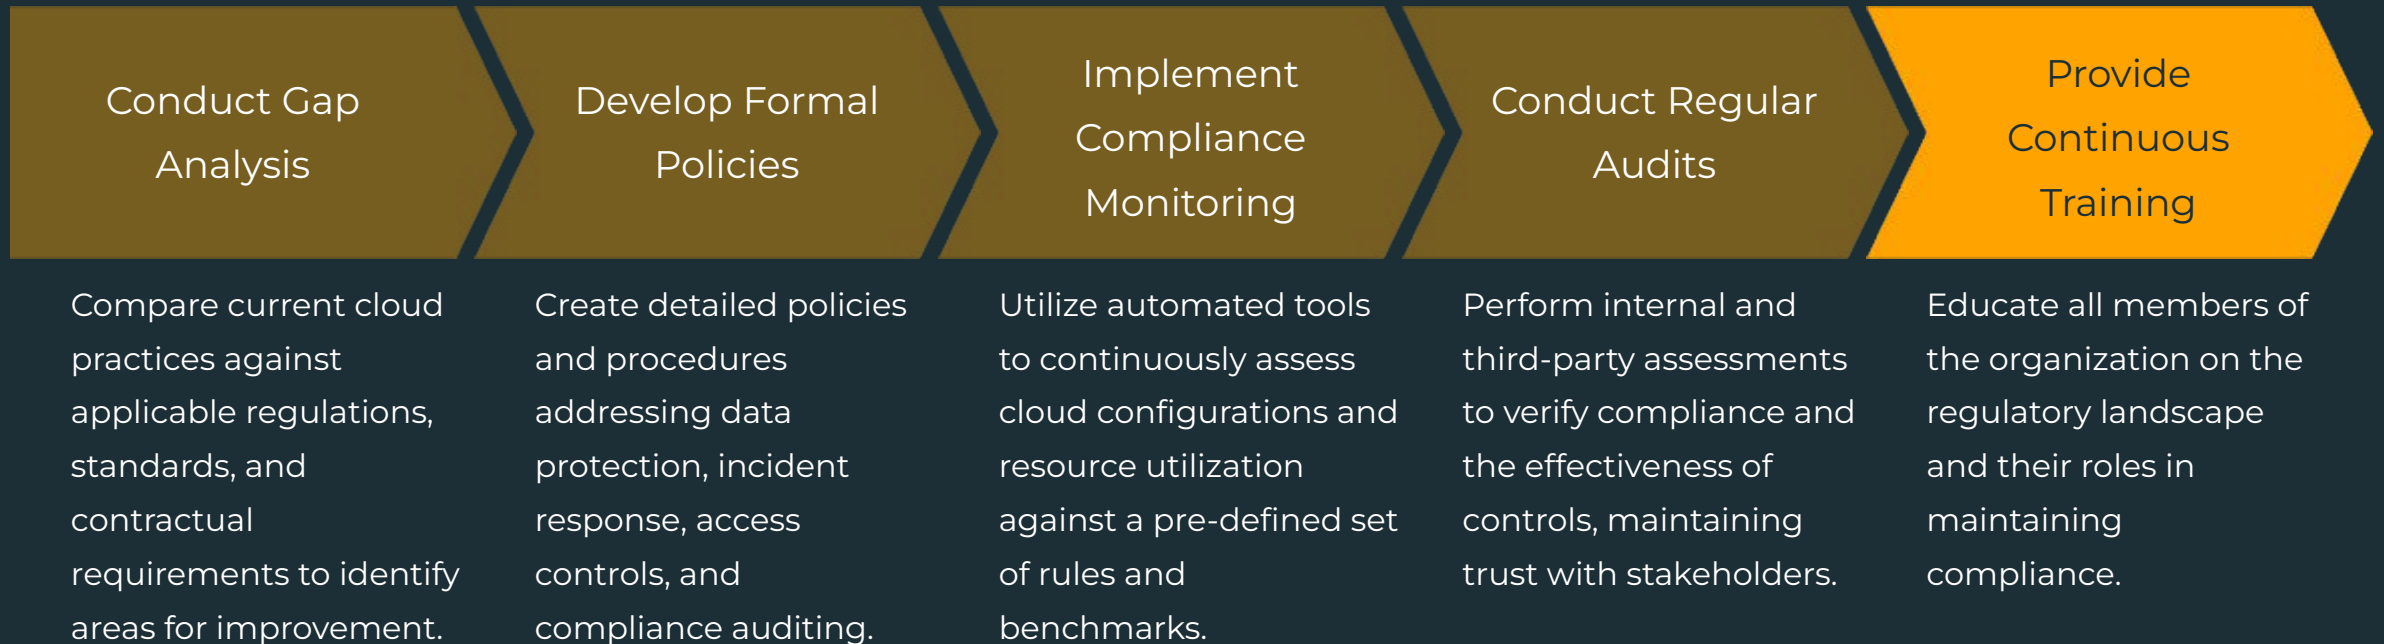 Conduct Gap
Analysis
Develop Formal
Policies
Implement
Compliance
Monitoring
Conduct Regular
Audits
Provide
Continuous
Training
Compare current cloud
practices against
applicable regulations,
standards, and
contractual
requirements to identify
areas for improvement.
Create detailed policies
and procedures
addressing data
protection, incident
response, access
controls, and
compliance auditing.
Utilize automated tools
to continuously assess
cloud configurations and
resource utilization
against a pre-defined set
of rules and
benchmarks.
Perform internal and
third-party assessments
to verify compliance and
the effectiveness of
controls, maintaining
trust with stakeholders.
Educate all members of
the organization on the
regulatory landscape
and their roles in
maintaining
compliance.